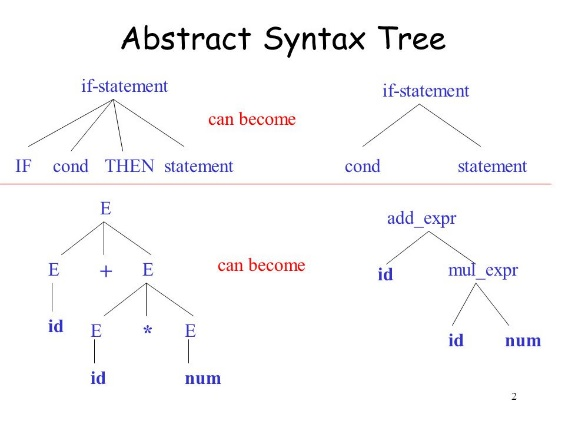 Abstract Syntax Tree
if-statement
if-statement
can become
IF cond THEN statement
cond statement
E
add_expr
E + E
can become
id mul_expr
id E * E
id num
id num
2